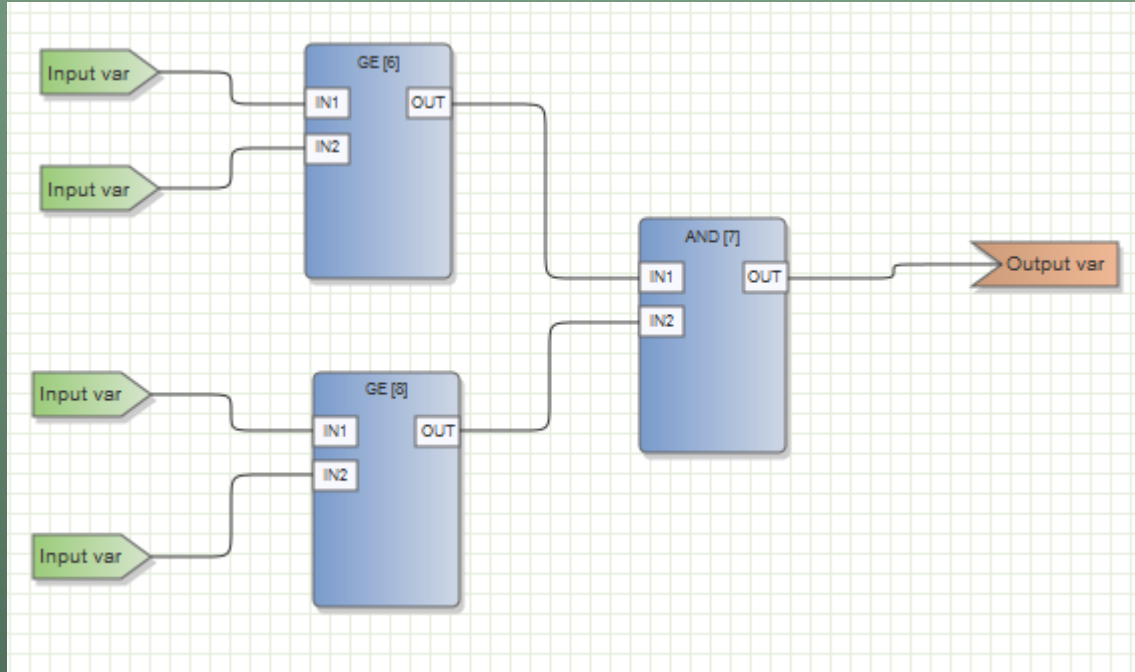 Input var
GE [6]
IN1
OUT
IN2
Input var
AND [7]
IN1
OUT
IN2
Output var
Input var
GE [8]
IN1
OUT
IN2
Input var